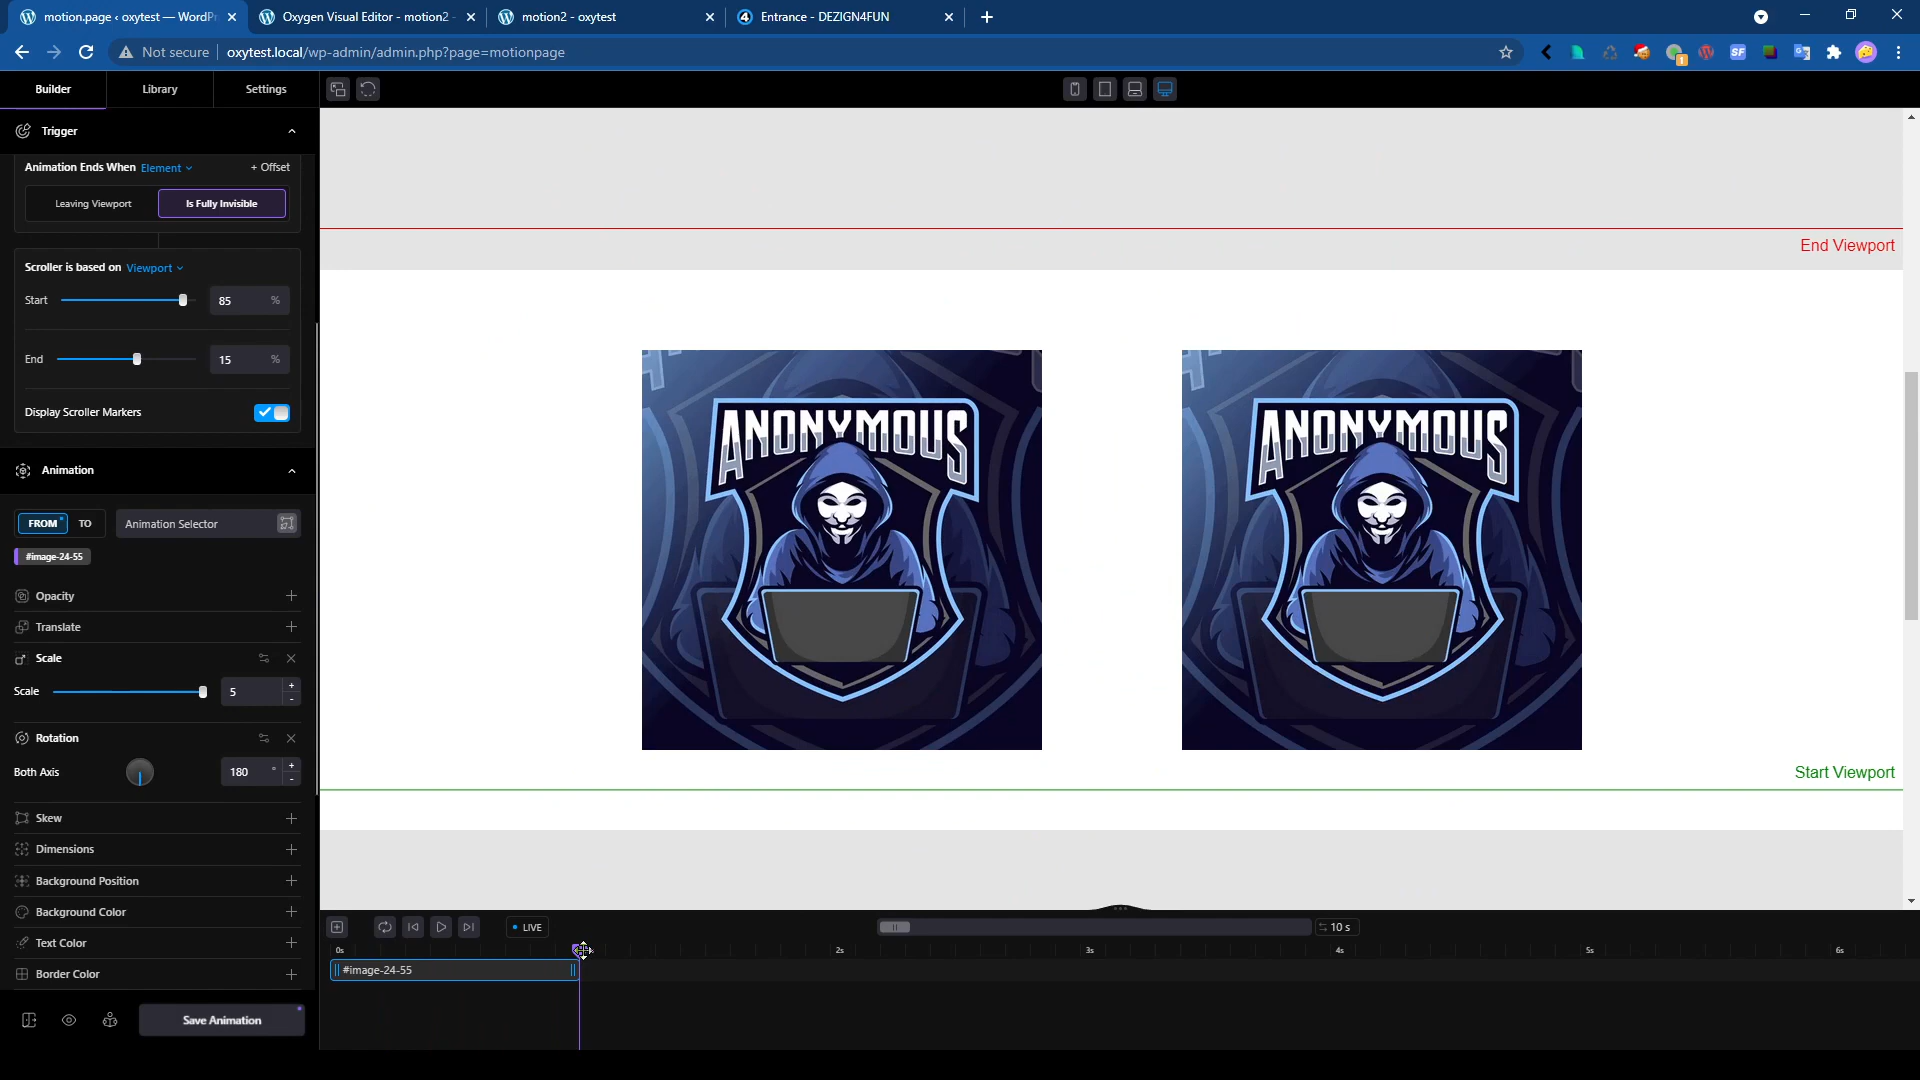 motion.page ‹ oxytest — WordPr
Oxygen Visual Editor - motion2 -
motion2 - oxytest
Entrance - DEZIGN4FUN
Not secure
oxytest.local/wp-admin/admin.php?page=motionpage
SF
1
Builder
Library
Settings
Trigger
Animation Ends When Element
+ Offset
Leaving Viewport
Is Fully Invisible
Scroller is based on Viewport
Start
85
%
End
15
%
Display Scroller Markers
Animation
FROM
TO
Animation Selector
#image-24-55
Opacity
Translate
Scale
Scale
5
Rotation
Both Axis
180
°
Skew
Dimensions
Background Position
Background Color
Text Color
Border Color
Save Animation
End Viewport
ANONYMOUS
ANONYMOUS
Start Viewport
LIVE
10 s
0s
2s
3s
4s
5s
6s
#image-24-55